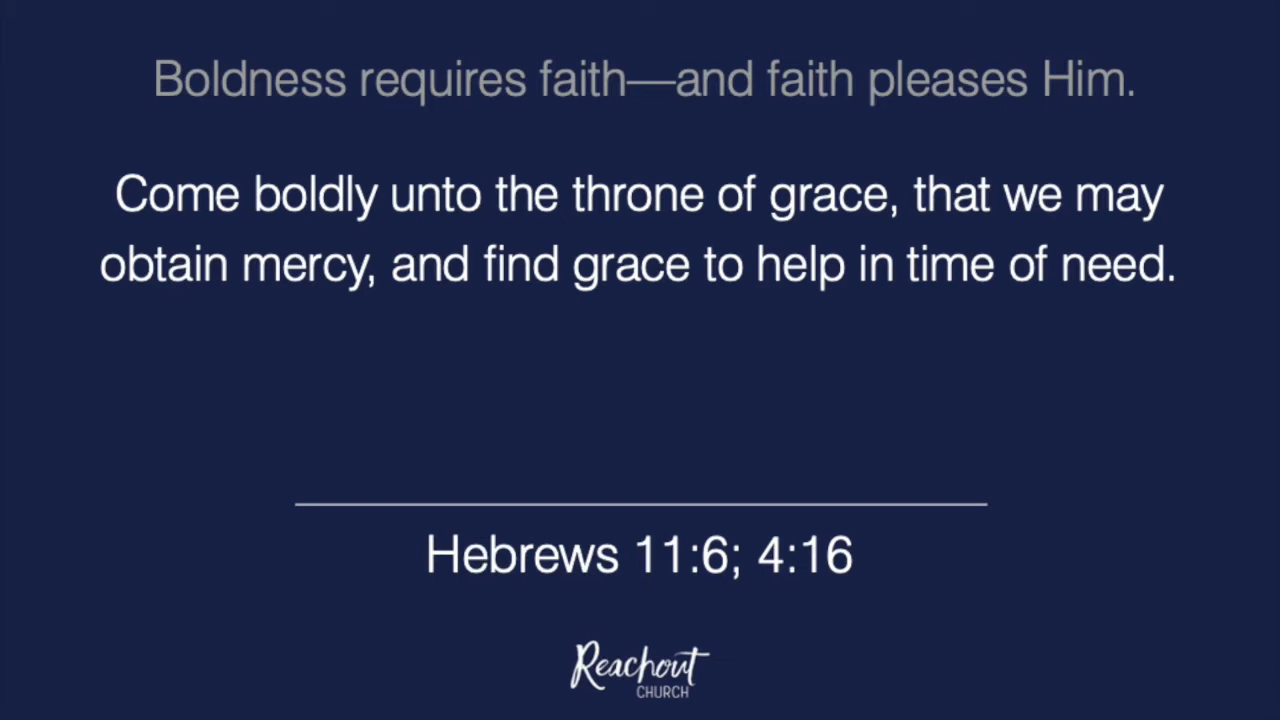 Boldness requires faith—and faith pleases Him.
Come boldly unto the throne of grace, that we may
obtain mercy, and find grace to help in time of need.
Hebrews 11:6; 4:16
Reachout
CHURCH